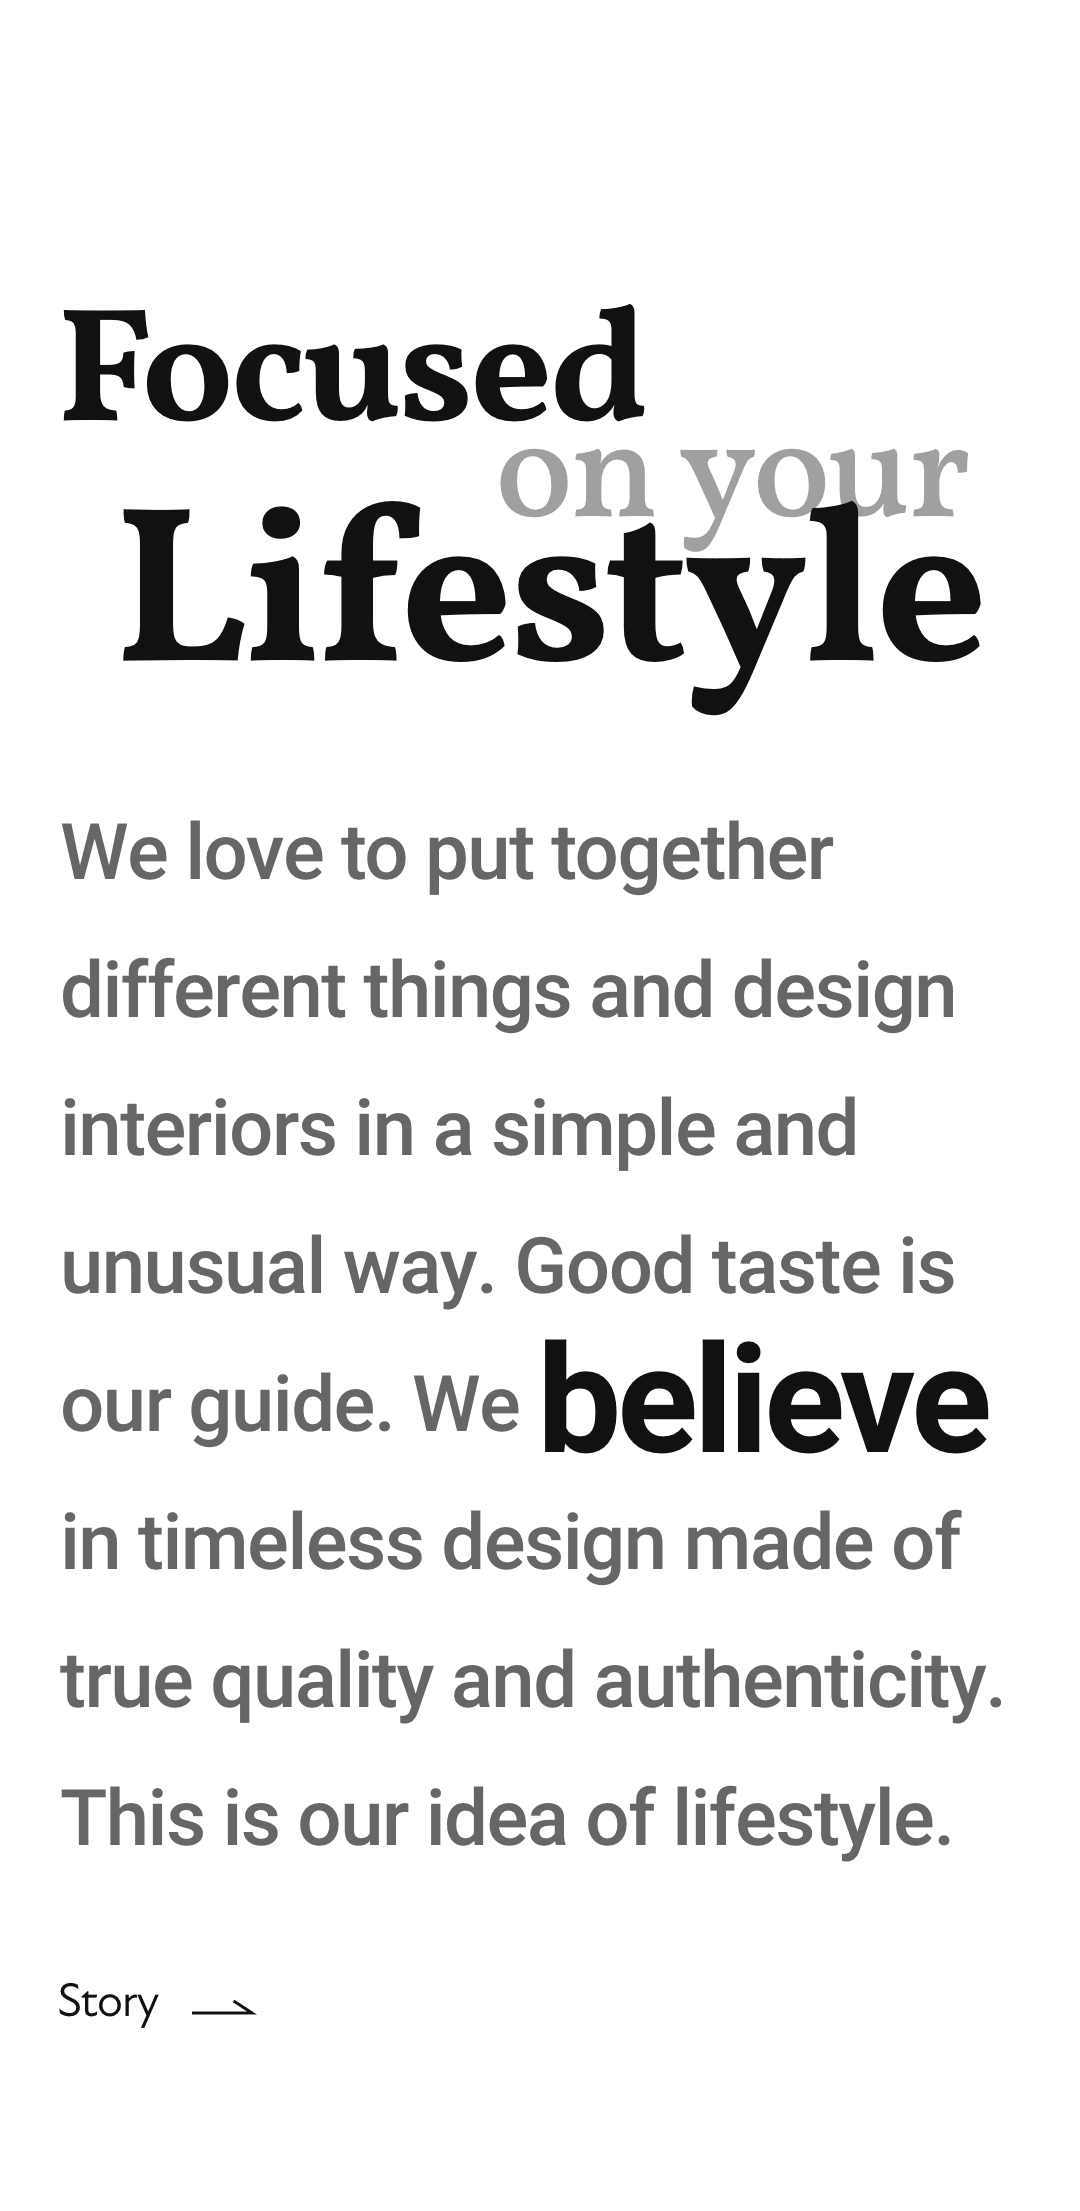 Focused
on your
Lifestyle
We love to put together
different things and design
interiors in a simple and
unusual way. Good taste is
our guide. We believe
in timeless design made of
true quality and authenticity.
This is our idea of lifestyle.
Story